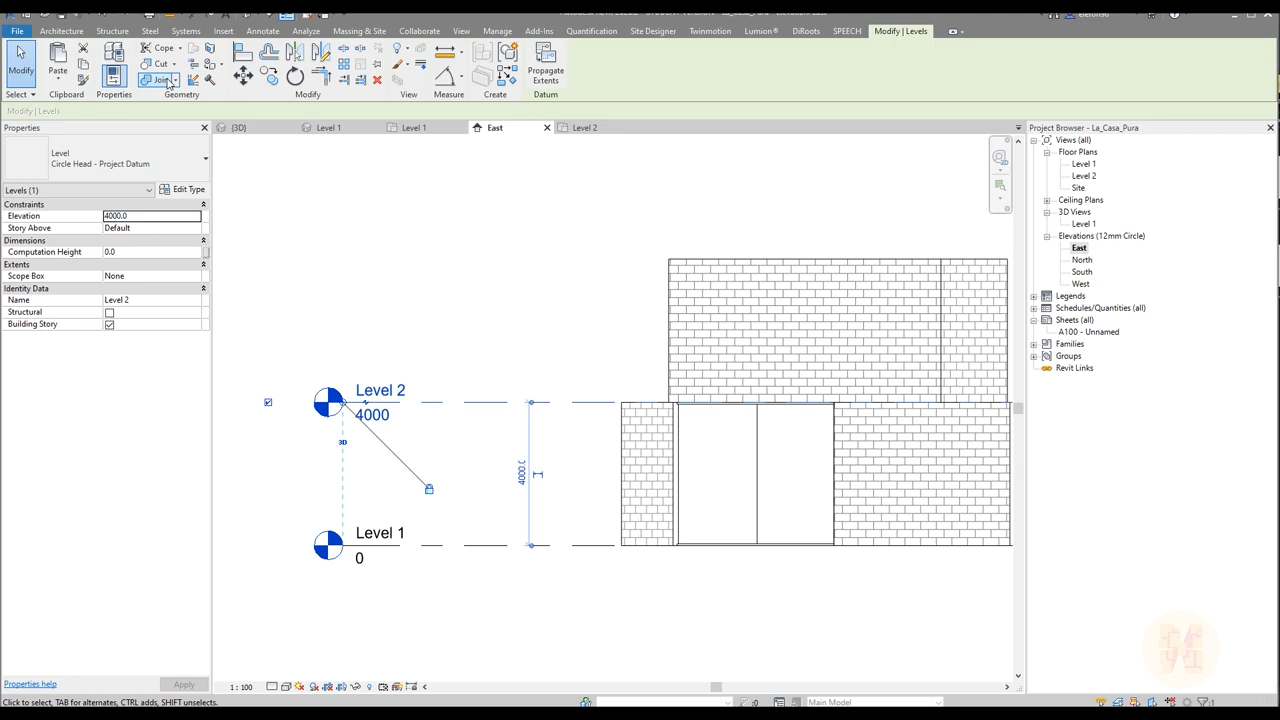 File Architecture Structure Steel Systems Insert Annotate Analyze Massing & Site Collaborate View Manage Add-Ins Quantification Site Designer Twinmotion Lumion® DiRoots SPEECH Modify | Levels
Cope
Cut
Join
Modify Paste Propagate Extents
Select Clipboard Properties Geometry Modify View Measure Create Datum
Modify | Levels
Properties
(3D) Level 1 Level 1 East Level 2
Project Browser - La_Casa_Pura
Level
Circle Head - Project Datum
Levels (1) Edit Type
Constraints
Elevation 4000.0
Story Above Default
Dimensions
Computation Height 0.0
Extents
Scope Box None
Identity Data
Name Level 2
Structural
Building Story
Properties help Apply
Level 2
4000
3D
4000.0
Level 1
0
Views (all)
Floor Plans
Level 1
Level 2
Site
Ceiling Plans
3D Views
Level 1
Elevations (12mm Circle)
East
North
South
West
Legends
Schedules/Quantities (all)
Sheets (all)
A100 - Unnamed
Families
Groups
Revit Links
1 : 100
Click to select, TAB for alternates, CTRL adds, SHIFT unselects. :0 Main Model :1